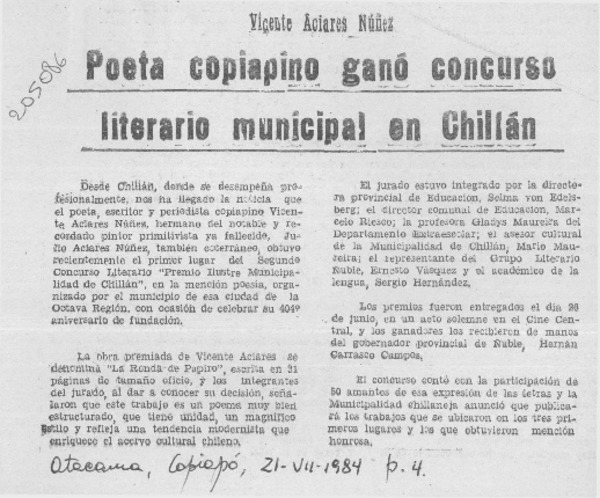 205086
Vicente Aciares Núñez
Poeta copiapino ganó concurso
literario municipal en Chillán
Desde Chillán, donde se desempeña pro-
fesionalmente, nos ha llegado la noticia que
el poeta, escritor y periodista copiapino Vicen-
te Aciares Núñez, hermano del notable y re-
cordado pintor primitivista ya fallecido, Ju-
lio Aciares Núñez, también coterráneo, obtuvo
recientemente el primer lugar del Segundo
Concurso Literario "Premio Ilustre Municipa-
lidad de Chillán", en la mención poesía, orga-
nizado por el municipio de esa ciudad de la
Octava Región, con ocasión de celebrar su 404º
aniversario de fundación.
La obra premiada de Vicente Aciares se
denomina "La Ronda de Papiro", escrita en 31
páginas de tamaño oficio, y los integrantes
del jurado, al dar a conocer su decisión, seña-
laron que este trabajo es un poema muy bien
estructurado, que tiene unidad, un magnífico
estilo y refleja una tendencia modernista que
enriquece el acervo cultural chileno.
El jurado estuvo integrado por la directo-
ra provincial de Educación, Selma von Edels-
berg; el director comunal de Educación, Mar-
celo Riesco; la profesora Gladys Maureira del
Departamento Extraescolar; el asesor cultural
de la Municipalidad de Chillán, Mario Mau-
reira; el representante del Grupo Literario
Ñuble, Ernesto Vásquez y el académico de la
lengua, Sergio Hernández.
Los premios fueron entregados el día 26
de junio, en un acto solemne en el Cine Cen-
tral, y los ganadores los recibieron de manos
del gobernador provincial de Ñuble, Hernán
Carrasco Campos.
El concurso contó con la participación de
50 amantes de esa expresión de las letras y la
Municipalidad chillaneja anunció que publica-
rá los trabajos que se ubicaron en los tres pri-
meros lugares y los que obtuvieron mención
honrosa.
Atacama, Copiapó, 21-VII-1984 p. 4.